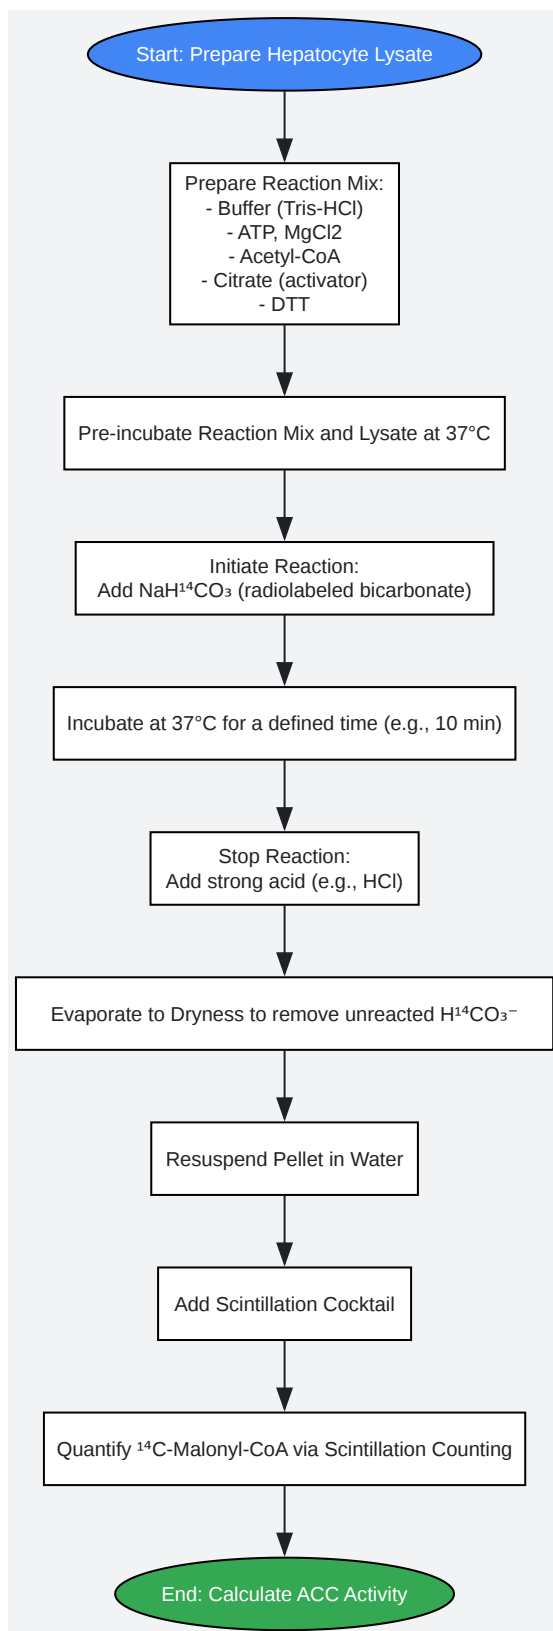 Start: Prepare Hepatocyte Lysate
Prepare Reaction Mix:
- Buffer (Tris-HCl)
- ATP, MgCl2
- Acetyl-CoA
- Citrate (activator)
- DTT
Pre-incubate Reaction Mix and Lysate at 37°C
Initiate Reaction:
Add NaH¹⁴CO₃ (radiolabeled bicarbonate)
Incubate at 37°C for a defined time (e.g., 10 min)
Stop Reaction:
Add strong acid (e.g., HCl)
Evaporate to Dryness to remove unreacted H¹⁴CO₃⁻
Resuspend Pellet in Water
Add Scintillation Cocktail
Quantify ¹⁴C-Malonyl-CoA via Scintillation Counting
End: Calculate ACC Activity